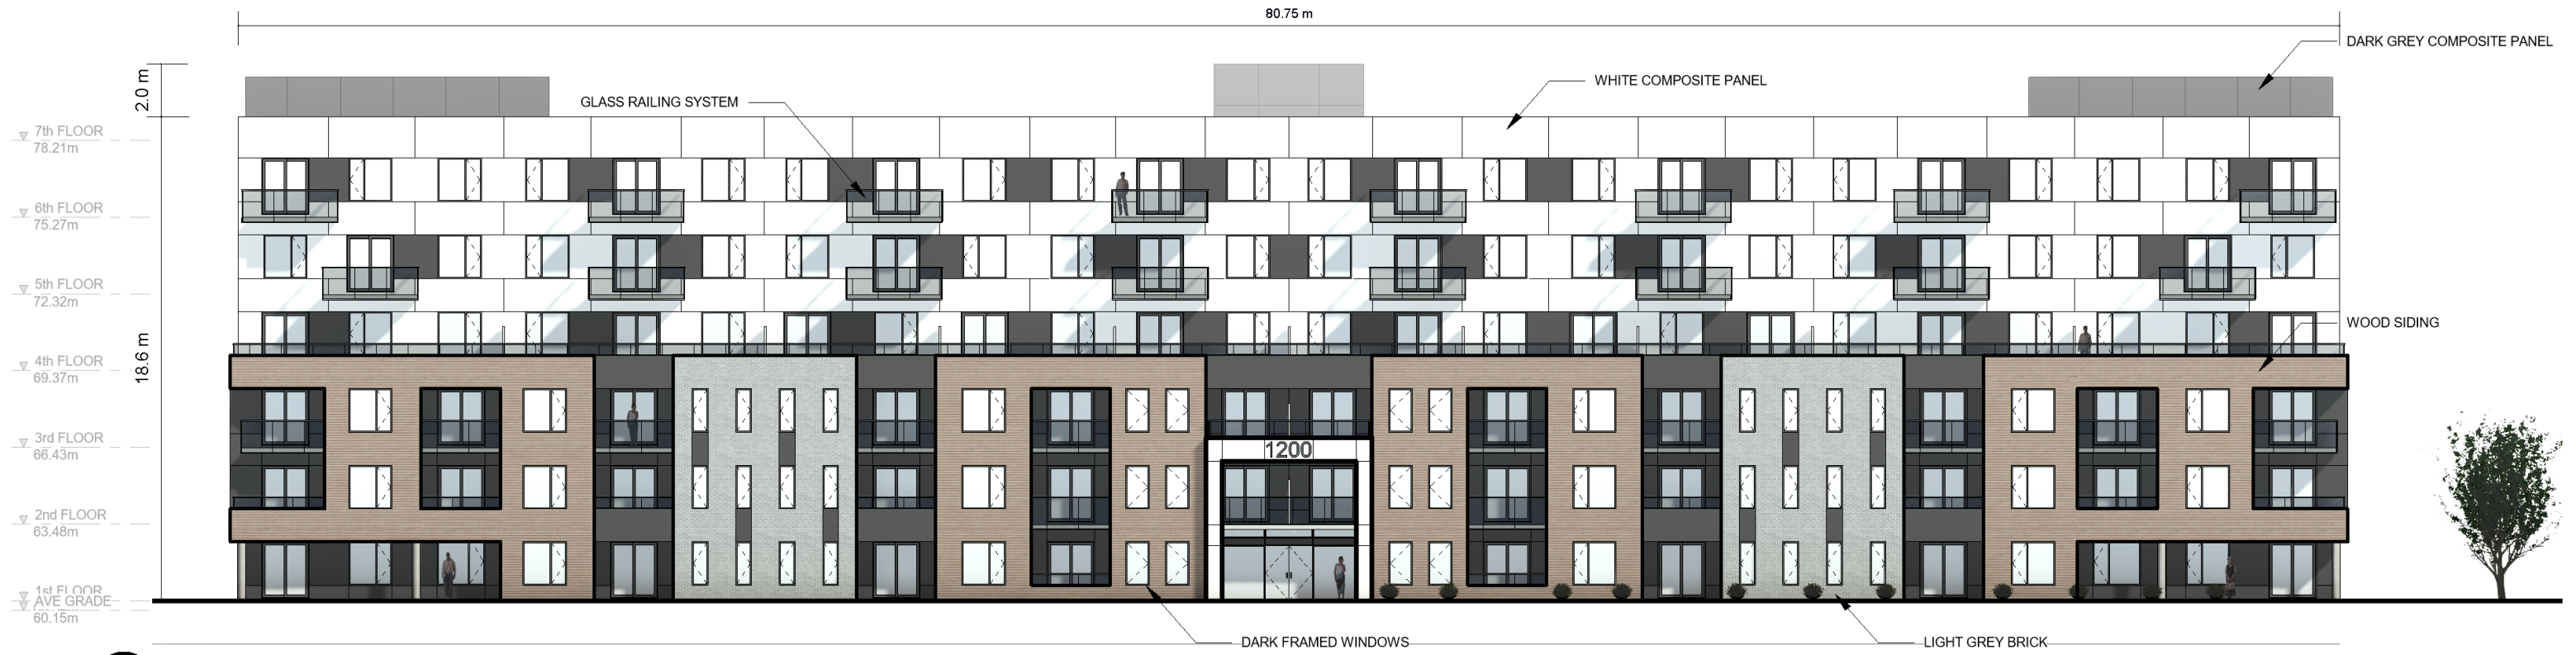 80.75 m
DARK GREY COMPOSITE PANEL
2.0 m
WHITE COMPOSITE PANEL
GLASS RAILING SYSTEM
7th FLOOR
78.21m
6th FLOOR
75.27m
5th FLOOR
72.32m
18.6 m
WOOD SIDING
4th FLOOR
69.37m
3rd FLOOR
66.43m
1200
2nd FLOOR
63.48m
1st FLOOR
AVE GRADE
60.15m
DARK FRAMED WINDOWS
LIGHT GREY BRICK